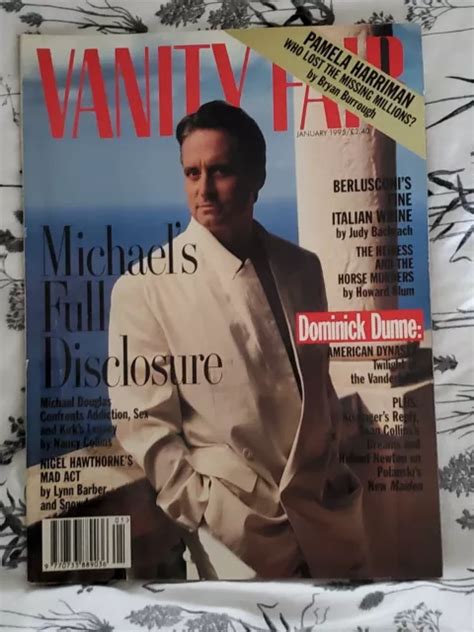 VANITY FAIR
PAMELA HARRIMAN
WHO LOST THE MISSING MILLIONS?
by Bryan Burrough
JANUARY 1995/£2.40
BERLUSCONI'S
FINE
ITALIAN WHINE
by Judy Bachrach
THE HEIRESS
AND THE
HORSE MURDERS
by Howard Blum
Michael's
Full
Disclosure
Michael Douglas
Confronts Addiction, Sex
and Kirk's Legacy
by Nancy Collins
NIGEL HAWTHORNE'S
MAD ACT
by Lynn Barber
and Snowdon
Dominick Dunne:
AMERICAN DYNASTY
Twilight of
the Vanderbilts
PLUS:
Kissinger's Reply,
Joan Collins's
Dreams and
Helmut Newton on
Polanski's
New Maiden
01>
9 770733 889036